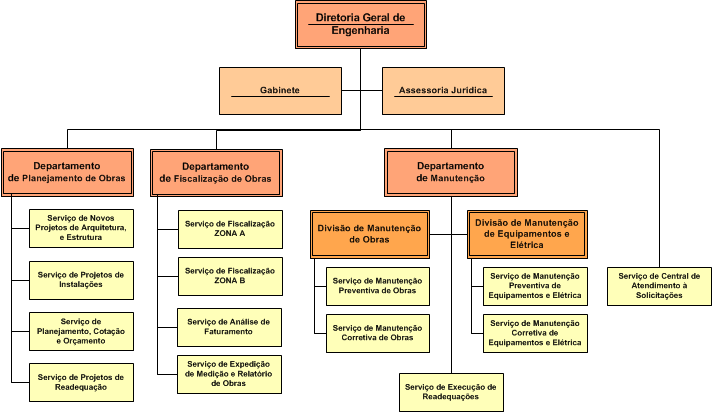 Diretoria Geral de
Engenharia
Gabinete
Assessoria Jurídica
Departamento
de Planejamento de Obras
Departamento
de Fiscalização de Obras
Departamento
de Manutenção
Serviço de Novos
Projetos de Arquitetura,
e Estrutura
Serviço de Projetos de
Instalações
Serviço de
Planejamento, Cotação
e Orçamento
Serviço de Projetos de
Readequação
Serviço de Fiscalização
ZONA A
Serviço de Fiscalização
ZONA B
Serviço de Análise de
Faturamento
Serviço de Expedição
de Medição e Relatório
de Obras
Divisão de Manutenção
de Obras
Serviço de Manutenção
Preventiva de Obras
Serviço de Manutenção
Corretiva de Obras
Divisão de Manutenção
de Equipamentos e
Elétrica
Serviço de Manutenção
Preventiva de
Equipamentos e Elétrica
Serviço de Manutenção
Corretiva de
Equipamentos e Elétrica
Serviço de Execução de
Readequações
Serviço de Central de
Atendimento à
Solicitações